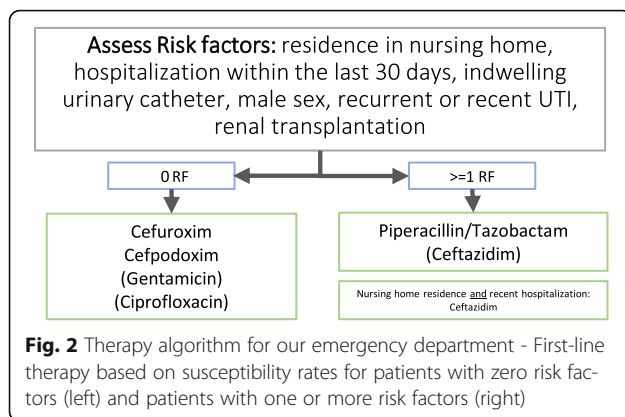 Assess Risk factors: residence in nursing home,
hospitalization within the last 30 days, indwelling
urinary catheter, male sex, recurrent or recent UTI,
renal transplantation
0 RF
>=1 RF
Cefuroxim
Cefpodoxim
(Gentamicin)
(Ciprofloxacin)
Piperacillin/Tazobactam
(Ceftazidim)
Nursing home residence and recent hospitalization:
Ceftazidim
Fig. 2 Therapy algorithm for our emergency department - First-line
therapy based on susceptibility rates for patients with zero risk fac-
tors (left) and patients with one or more risk factors (right)